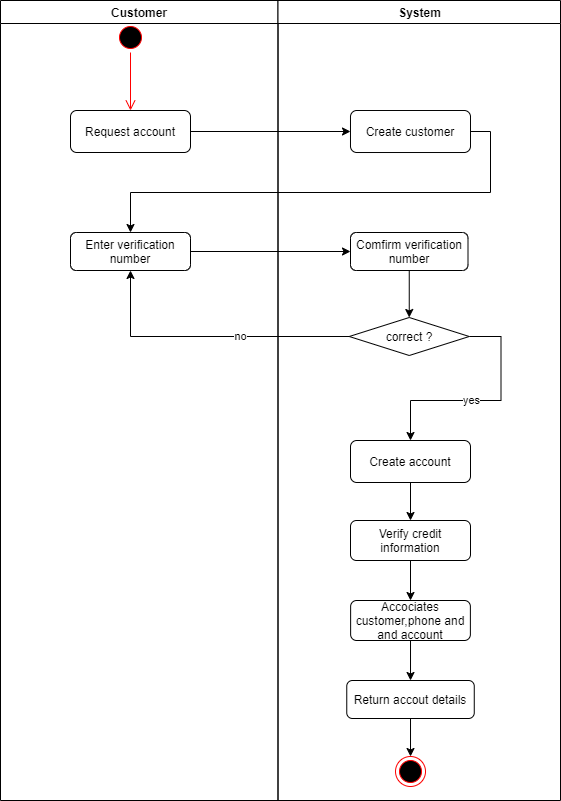 Customer
System
Request account
Create customer
Enter verification
number
Comfirm verification
number
correct ?
no
yes
Create account
Verify credit
information
Accociates
customer,phone and
and account
Return accout details